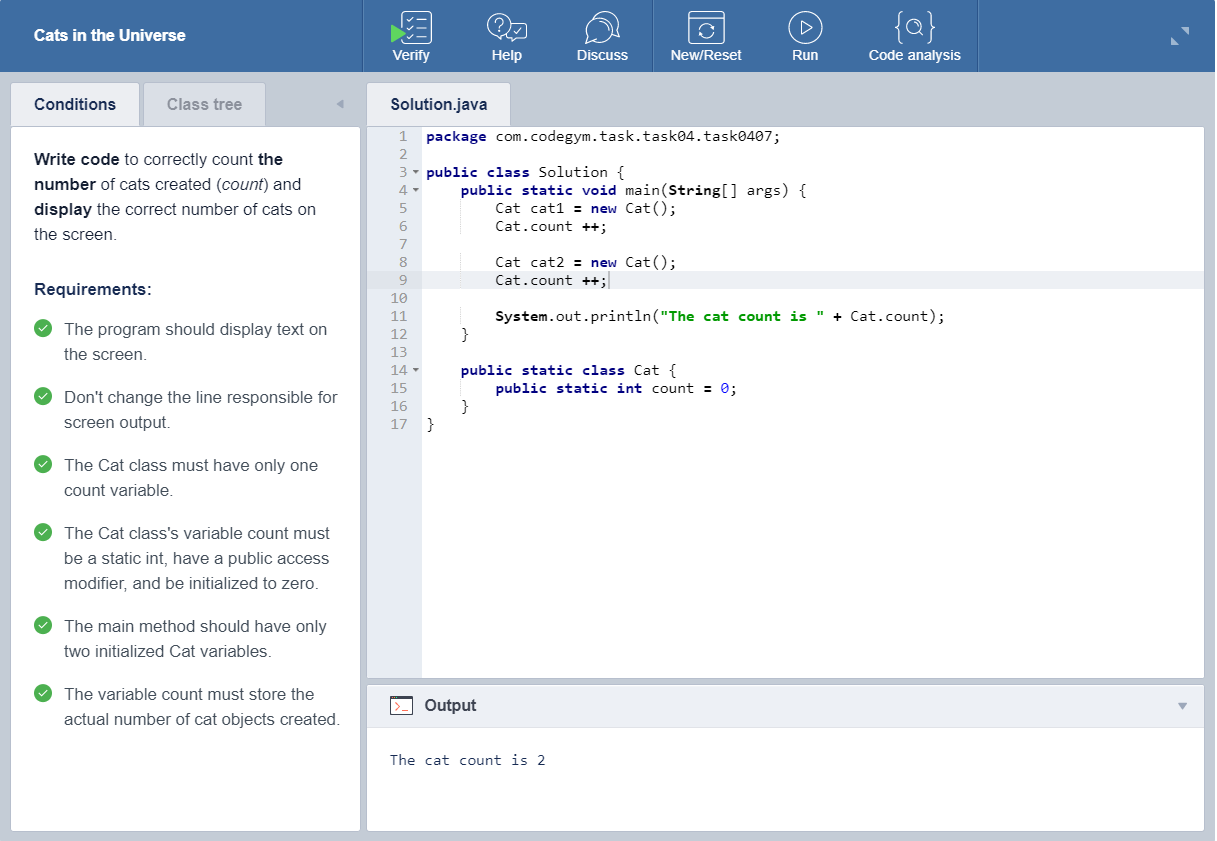 Cats in the Universe
Verify
Help
Discuss
New/Reset
Run
Code analysis
Conditions
Class tree
Write code to correctly count the
number of cats created (count) and
display the correct number of cats on
the screen.
Requirements:
The program should display text on
the screen.
Don't change the line responsible for
screen output.
The Cat class must have only one
count variable.
The Cat class's variable count must
be a static int, have a public access
modifier, and be initialized to zero.
The main method should have only
two initialized Cat variables.
The variable count must store the
actual number of cat objects created.
Solution.java
1 package com.codegym.task.task04.task0407;
2
3 public class Solution {
4     public static void main(String[] args) {
5         Cat cat1 = new Cat();
6         Cat.count ++;
7
8         Cat cat2 = new Cat();
9         Cat.count ++;
10
11         System.out.println("The cat count is " + Cat.count);
12     }
13
14     public static class Cat {
15         public static int count = 0;
16     }
17 }
Output
The cat count is 2